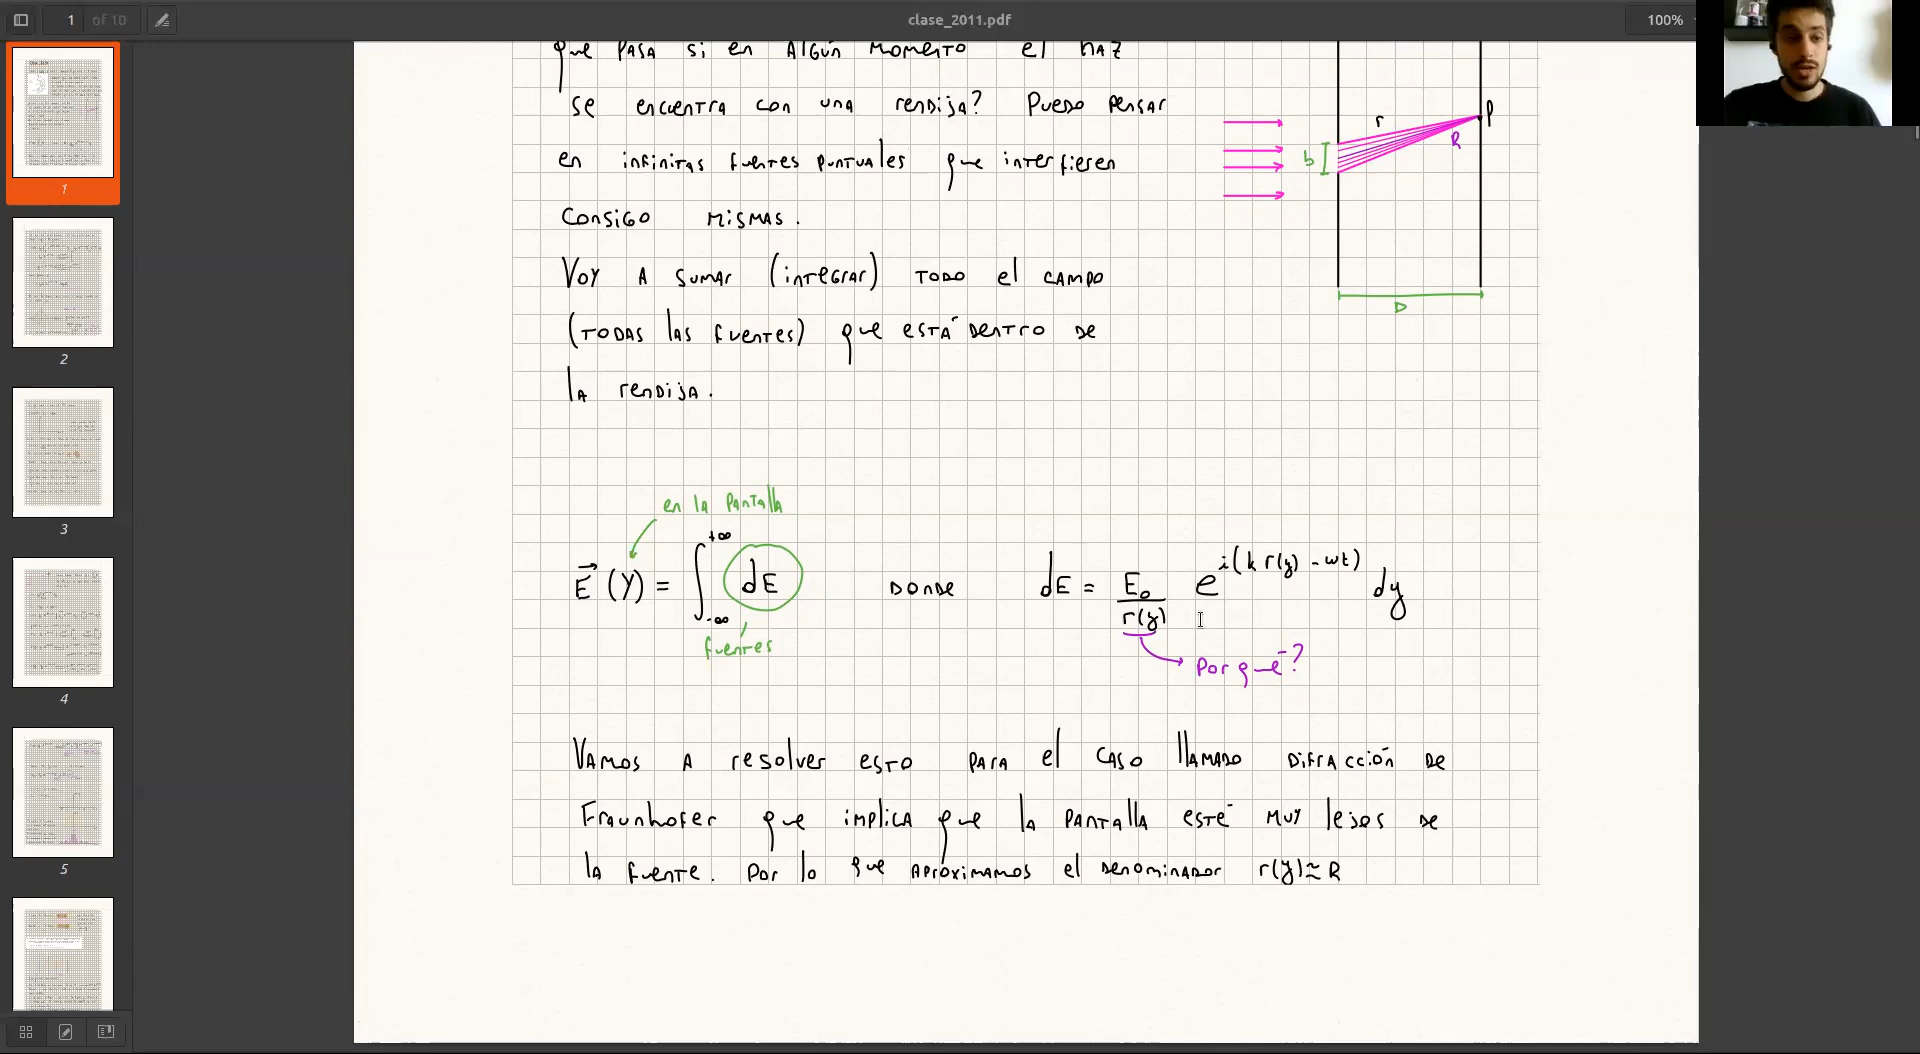 1 of 10
clase_2011.pdf
100%
que PASA si en ALGÚN MOMENTO el HAZ
se encuentra con una rendija? Puedo pensar
en infinitas fuentes puntuales que interfieren
consigo mismas.
Voy A sumar (integrar) TODO el CAMPO
(TODAS las fuentes) que está DENTRO DE
la rendija.
r
P
R
b
D
en la Pantalla
E⃗ (Y) = ∫_{-∞}^{+∞} dE DONDE dE = E₀/r(y) e^{i(k r(y) - wt)} dy
fuentes
Por qué?
Vamos A resolver esto PARA el CASO llamado DIFRACCIÓN DE
Fraunhofer que implica que la PANTALLA esté MUY lejos DE
la fuente. Por lo que APROXIMAMOS el DENOMINADOR r(y)≈R
1
2
3
4
5